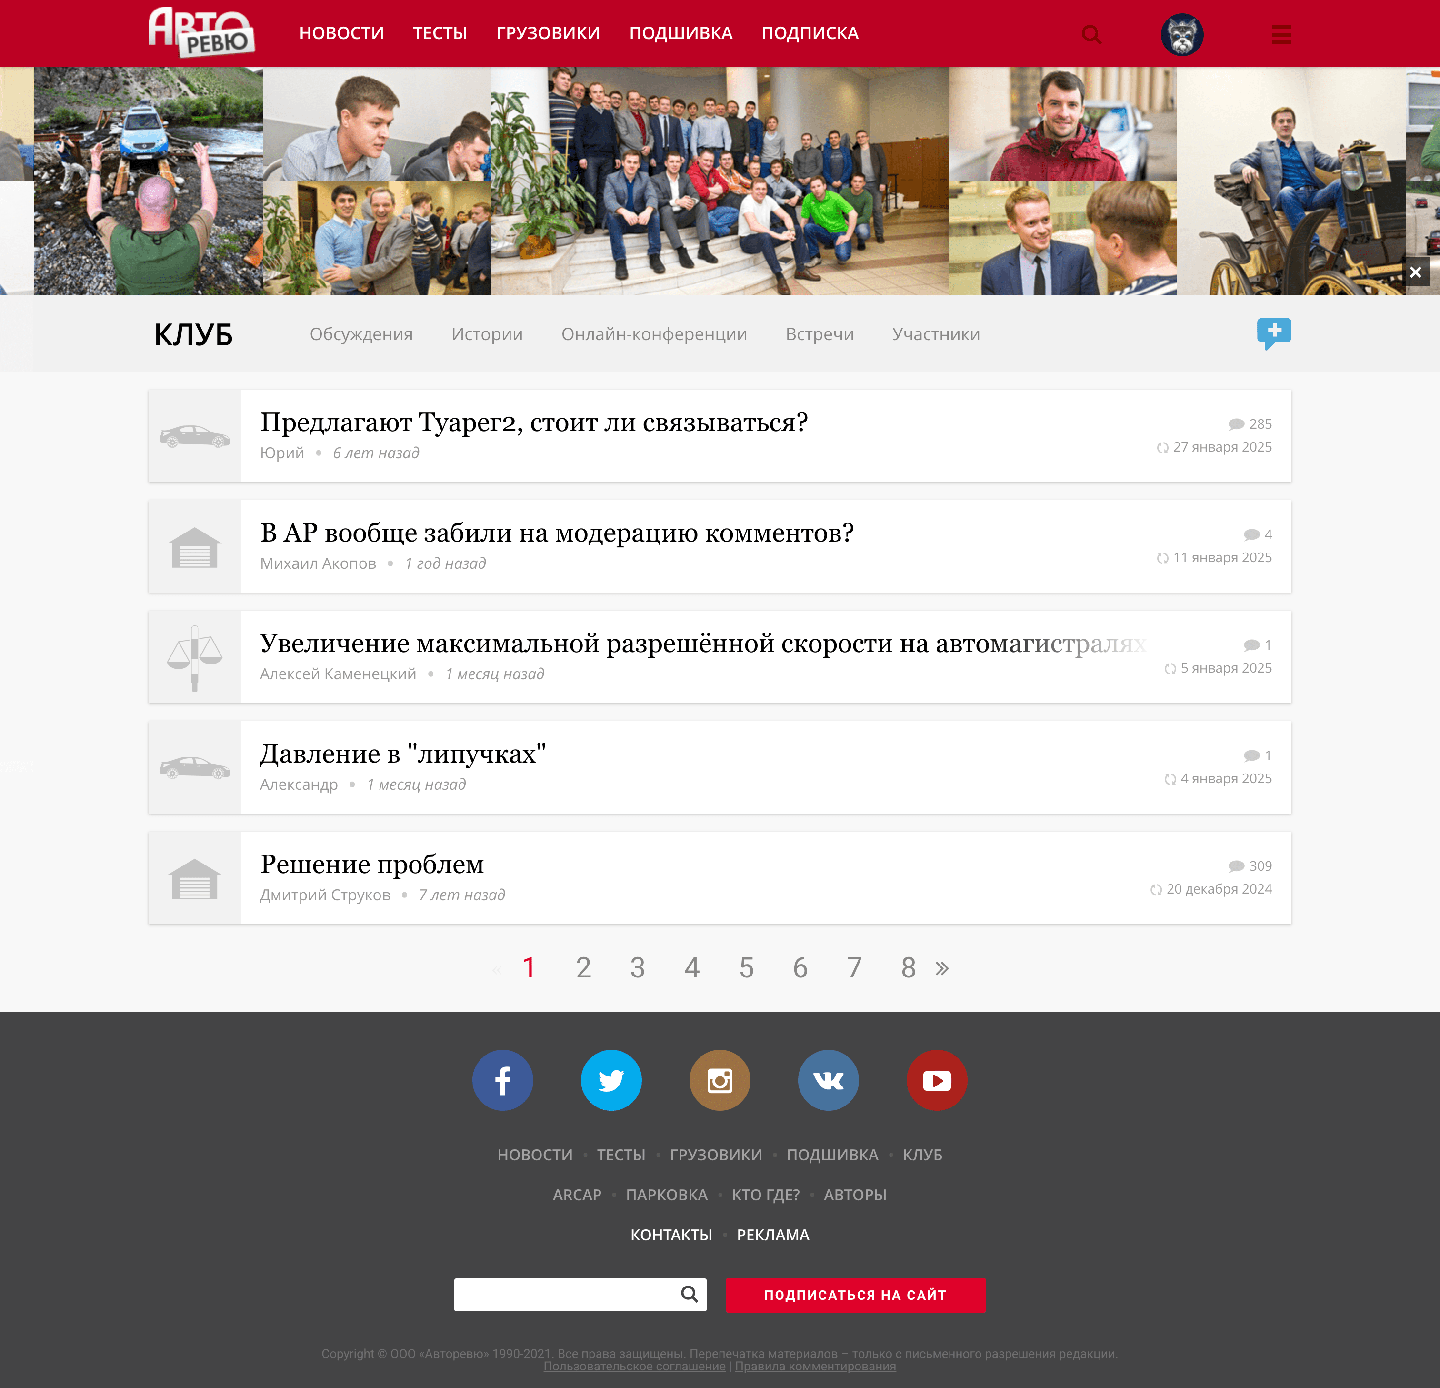 АВТО
РЕВЮ
НОВОСТИ ТЕСТЫ ГРУЗОВИКИ ПОДШИВКА ПОДПИСКА
КЛУБ Обсуждения Истории Онлайн-конференции Встречи Участники
Предлагают Туарег2, стоит ли связываться?
285
Юрий • 6 лет назад
27 января 2025
В АР вообще забили на модерацию комментов?
4
Михаил Акопов • 1 год назад
11 января 2025
Увеличение максимальной разрешённой скорости на автомагистралях
1
Алексей Каменецкий • 1 месяц назад
5 января 2025
Давление в "липучках"
1
Александр • 1 месяц назад
4 января 2025
Решение проблем
309
Дмитрий Струков • 7 лет назад
20 декабря 2024
« 1 2 3 4 5 6 7 8 »
НОВОСТИ • ТЕСТЫ • ГРУЗОВИКИ • ПОДШИВКА • КЛУБ
ARCAP • ПАРКОВКА • КТО ГДЕ? • АВТОРЫ
КОНТАКТЫ • РЕКЛАМА
ПОДПИСАТЬСЯ НА САЙТ
Copyright © ООО «Авторевю» 1990-2021. Все права защищены. Перепечатка материалов – только с письменного разрешения редакции.
Пользовательское соглашение | Правила комментирования